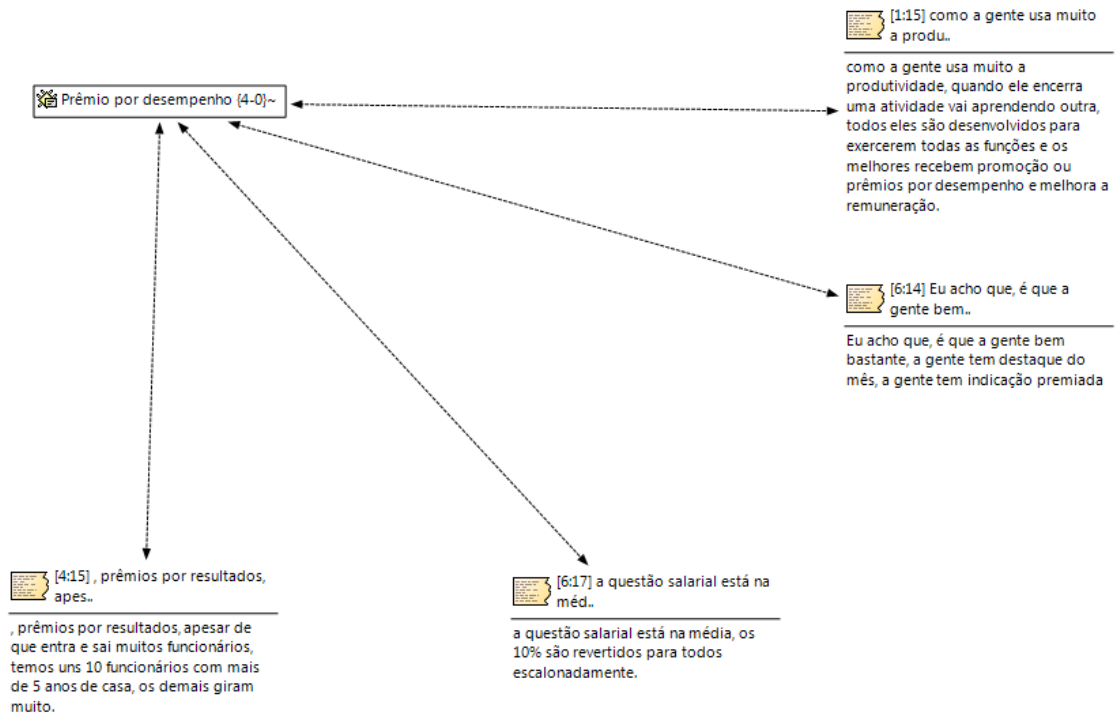 [1:15] como a gente usa muito
a produ..
como a gente usa muito a
produtividade, quando ele encerra
uma atividade vai aprendendo outra,
todos eles são desenvolvidos para
exercerem todas as funções e os
melhores recebem promoção ou
prêmios por desempenho e melhora a
remuneração.
Prêmio por desempenho {4-0}~
[6:14] Eu acho que, é que a
gente bem..
Eu acho que, é que a gente bem
bastante, a gente tem destaque do
mês, a gente tem indicação premiada
[4:15] , prêmios por resultados,
apes..
, prêmios por resultados, apesar de
que entra e sai muitos funcionários,
temos uns 10 funcionários com mais
de 5 anos de casa, os demais giram
muito.
[6:17] a questão salarial está na
méd..
a questão salarial está na média, os
10% são revertidos para todos
escalonadamente.